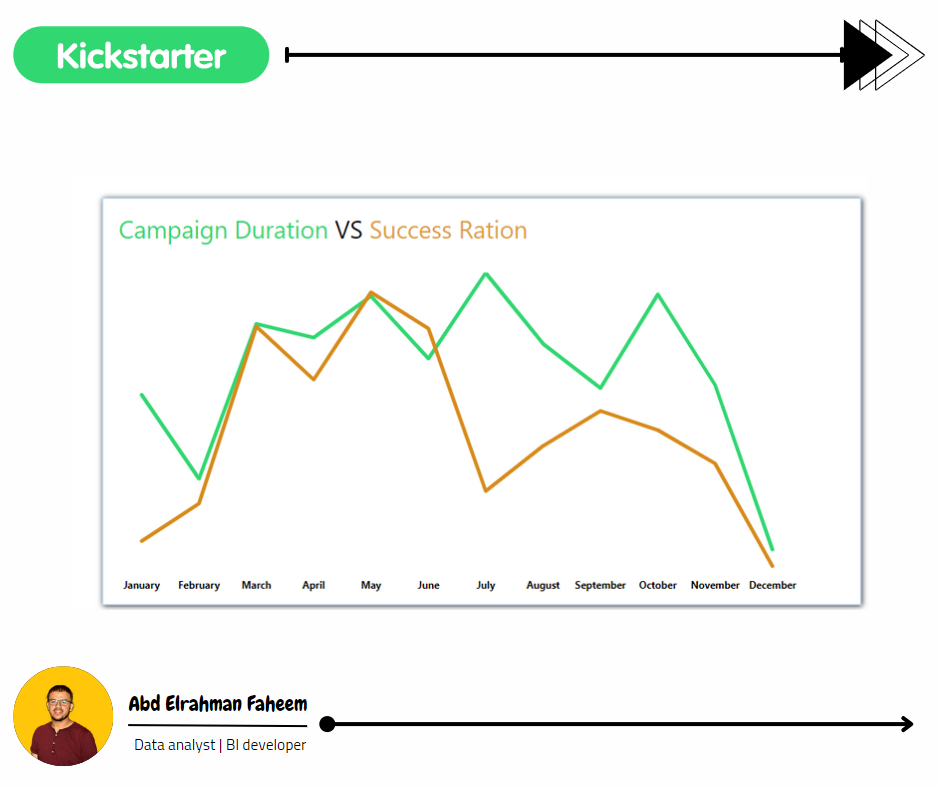 Kickstarter
Campaign Duration VS Success Ration
January February March April May June July August September October November December
Abd Elrahman Faheem
Data analyst | BI developer